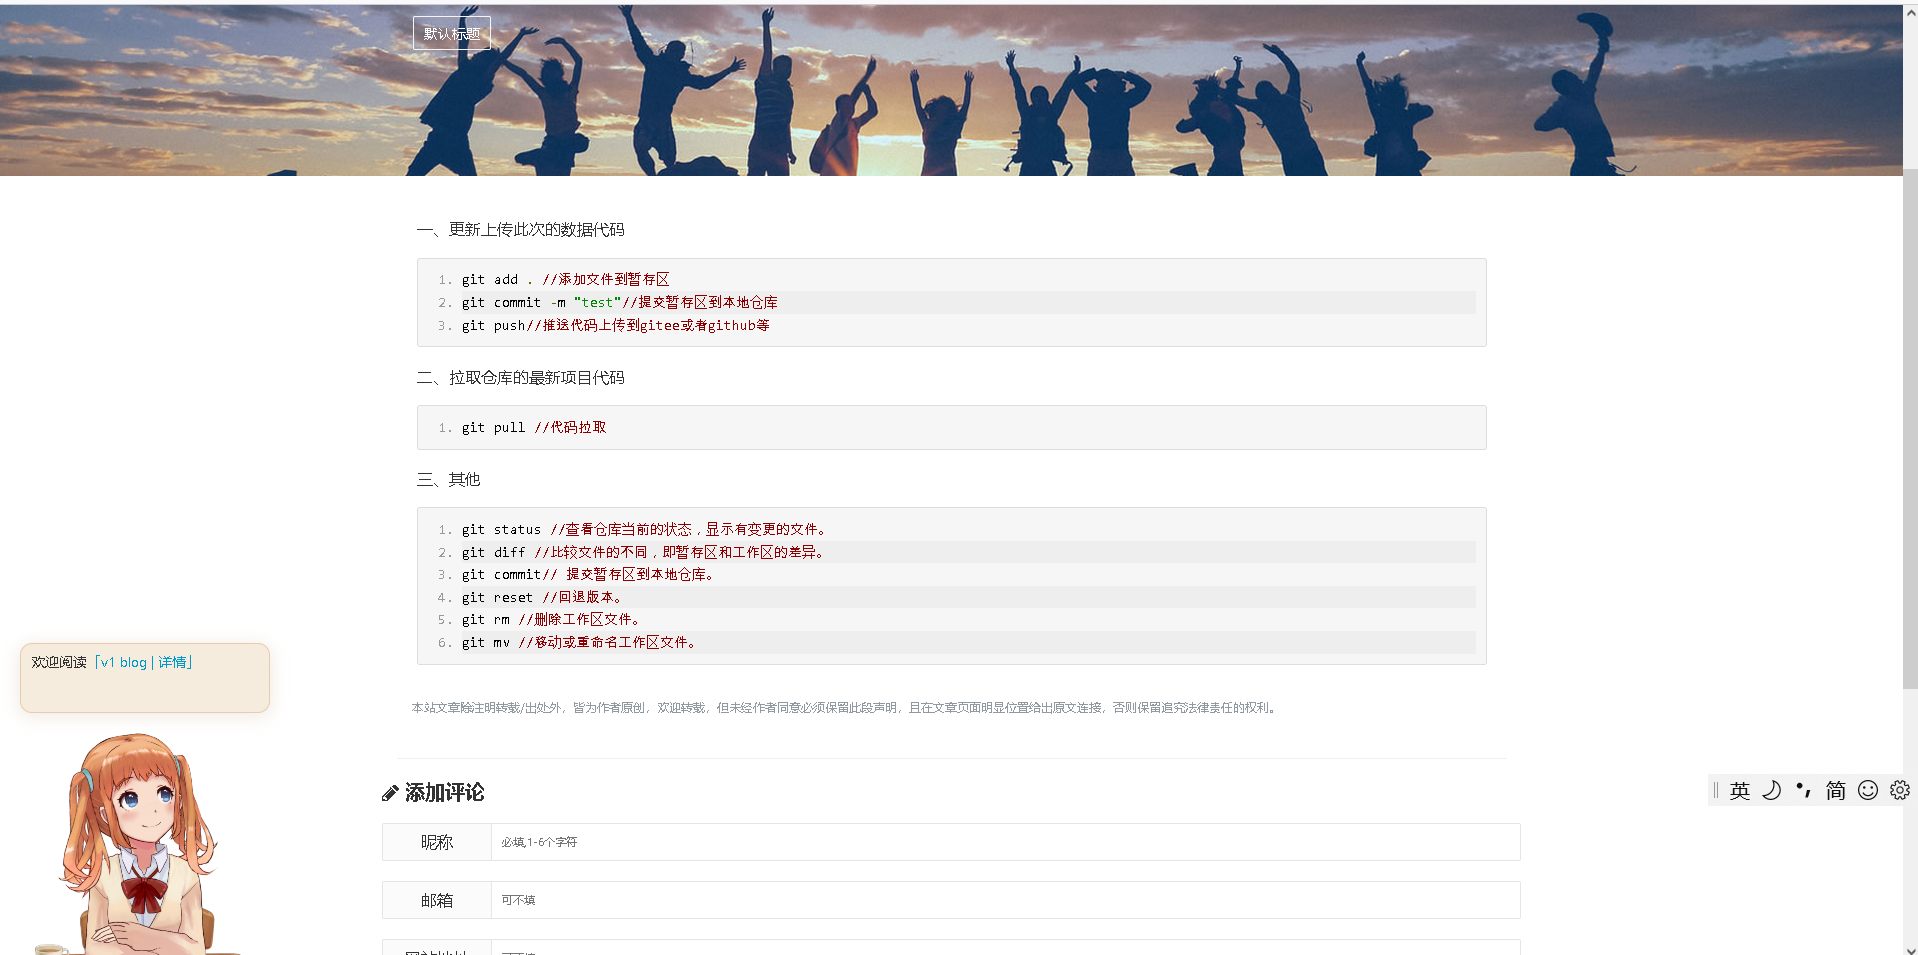 默认标题
一、更新上传此次的数据代码
1. git add . //添加文件到暂存区
2. git commit -m "test"//提交暂存区到本地仓库
3. git push//推送代码上传到gitee或者github等
二、拉取仓库的最新项目代码
1. git pull //代码拉取
三、其他
1. git status //查看仓库当前的状态，显示有变更的文件。
2. git diff //比较文件的不同，即暂存区和工作区的差异。
3. git commit// 提交暂存区到本地仓库。
4. git reset //回退版本。
5. git rm //删除工作区文件。
6. git mv //移动或重命名工作区文件。
欢迎阅读「v1 blog | 详情」
本站文章除注明转载/出处外，皆为作者原创，欢迎转载，但未经作者同意必须保留此段声明，且在文章页面明显位置给出原文连接，否则保留追究法律责任的权利。
英 简
添加评论
昵称 必填,1-6个字符
邮箱 可不填